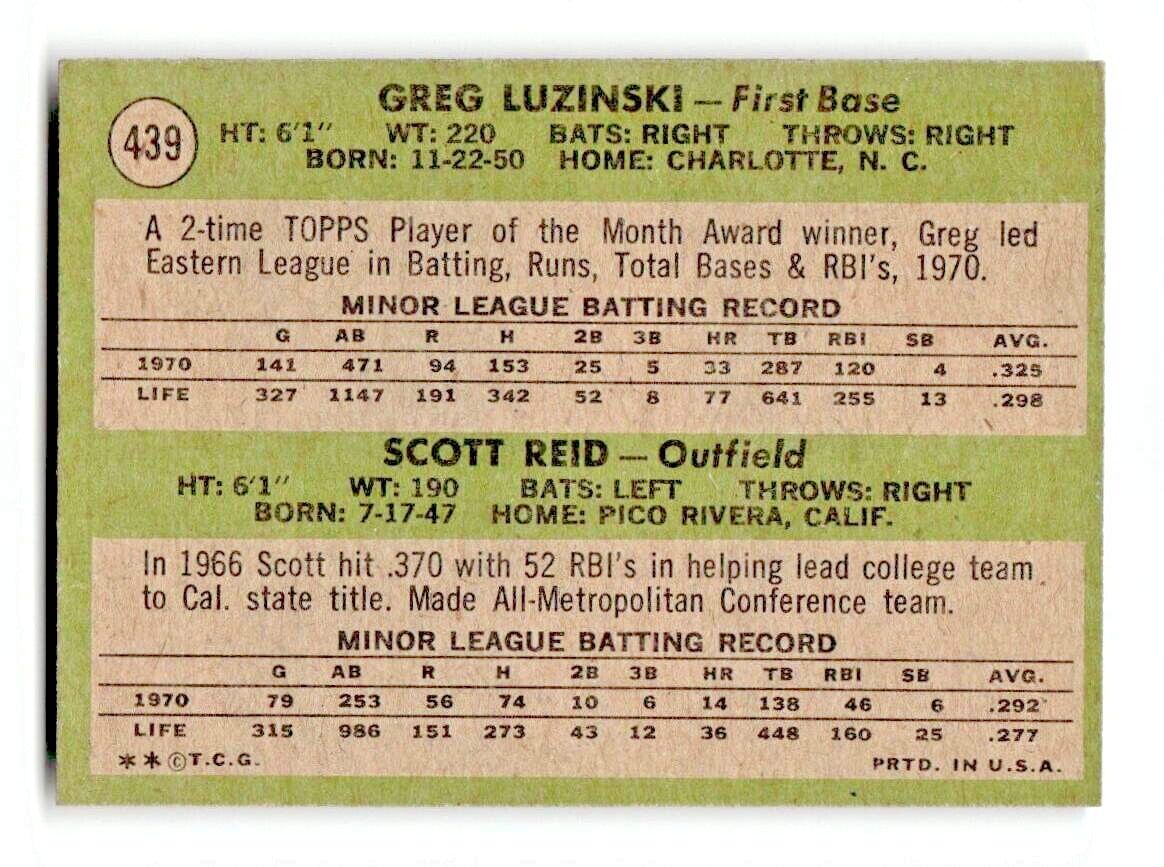 439
GREG LUZINSKI — First Base
HT: 6'1" WT: 220 BATS: RIGHT THROWS: RIGHT
BORN: 11-22-50 HOME: CHARLOTTE, N. C.
A 2-time TOPPS Player of the Month Award winner, Greg led
Eastern League in Batting, Runs, Total Bases & RBI's, 1970.
MINOR LEAGUE BATTING RECORD
G AB R H 2B 3B HR TB RBI SB AVG.
1970 141 471 94 153 25 5 33 287 120 4 .325
LIFE 327 1147 191 342 52 8 77 641 255 13 .298
SCOTT REID — Outfield
HT: 6'1" WT: 190 BATS: LEFT THROWS: RIGHT
BORN: 7-17-47 HOME: PICO RIVERA, CALIF.
In 1966 Scott hit .370 with 52 RBI's in helping lead college team
to Cal. state title. Made All-Metropolitan Conference team.
MINOR LEAGUE BATTING RECORD
G AB R H 2B 3B HR TB RBI SB AVG.
1970 79 253 56 74 10 6 14 138 46 6 .292
LIFE 315 986 151 273 43 12 36 448 160 25 .277
* * ©T.C.G. PRTD. IN U.S.A.